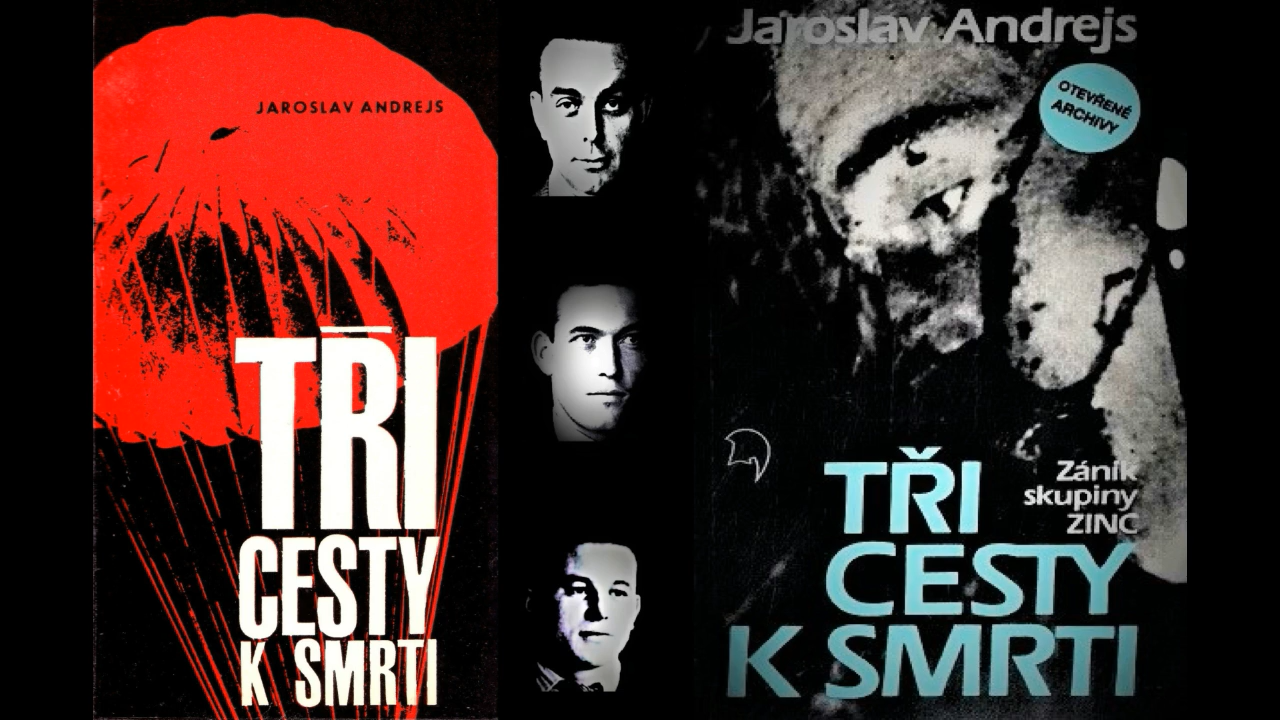 JAROSLAV ANDREJS
TŘI
CESTY
K SMRTI
Jaroslav Andrejs
OTEVŘENÉ
ARCHIVY
TŘI
Zánik
skupiny
ZINC
CESTY
K SMRTI